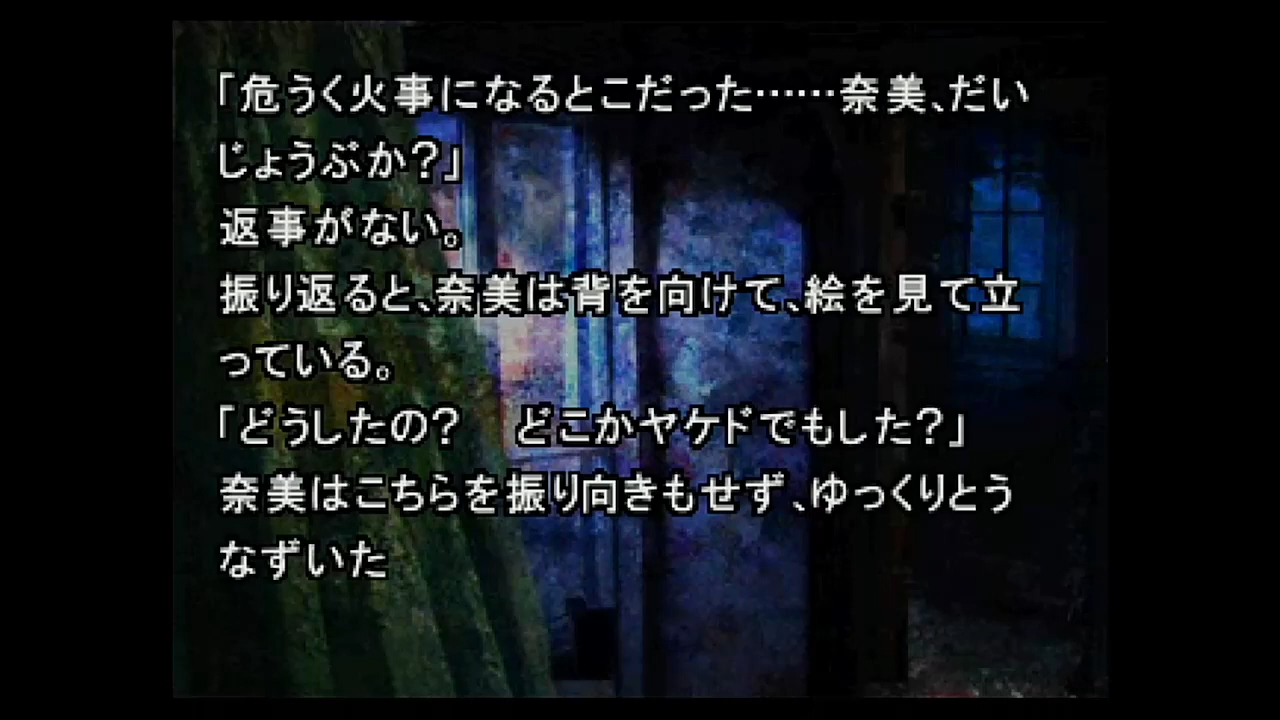 「危うく火事になるとこだった……奈美、だい
じょうぶか？」
返事がない。
振り返ると、奈美は背を向けて、絵を見て立
っている。
「どうしたの？　どこかヤケドでもした？」
奈美はこちらを振り向きもせず、ゆっくりとう
なずいた